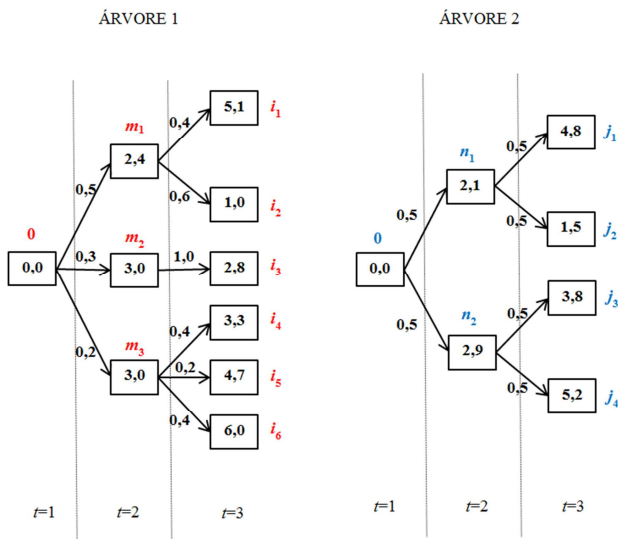 ÁRVORE 1
ÁRVORE 2
5,1 i1
0,4
m1
2,4
0,5
0,6
1,0 i2
0
0,0
0,3
m2
3,0
1,0
2,8 i3
0,2
m3
3,0
0,4
3,3 i4
0,2
4,7 i5
0,4
6,0 i6
t=1 t=2 t=3
4,8 j1
0,5
n1
2,1
0,5
0,5
1,5 j2
0
0,0
0,5
n2
2,9
0,5
3,8 j3
0,5
5,2 j4
t=1 t=2 t=3